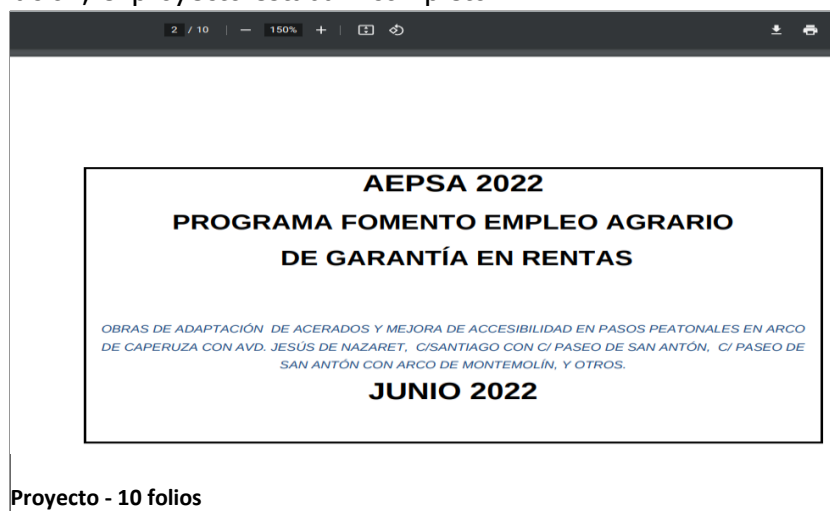 2 / 10 | — 150% + |
AEPSA 2022
PROGRAMA FOMENTO EMPLEO AGRARIO
DE GARANTÍA EN RENTAS
OBRAS DE ADAPTACIÓN DE ACERADOS Y MEJORA DE ACCESIBILIDAD EN PASOS PEATONALES EN ARCO
DE CAPERUZA CON AVD. JESÚS DE NAZARET, C/SANTIAGO CON C/ PASEO DE SAN ANTÓN, C/ PASEO DE
SAN ANTÓN CON ARCO DE MONTEMOLÍN, Y OTROS.
JUNIO 2022
Proyecto - 10 folios